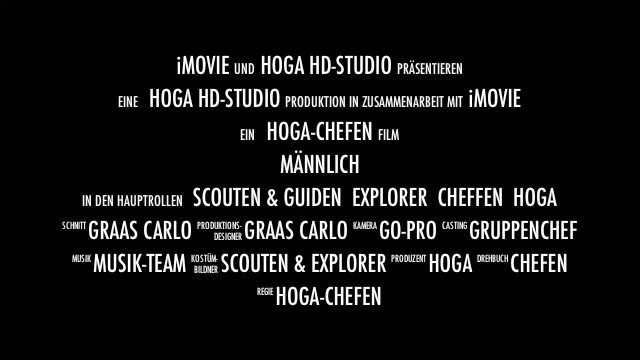 iMOVIE UND HOGA HD-STUDIO PRÄSENTIEREN
EINE HOGA HD-STUDIO PRODUKTION IN ZUSAMMENARBEIT MIT iMOVIE
EIN HOGA-CHEFEN FILM
MÄNNLICH
IN DEN HAUPTROLLEN SCOUTEN & GUIDEN EXPLORER CHEFFEN HOGA
SCHNITT GRAAS CARLO PRODUKTIONS-DESIGNER GRAAS CARLO KAMERA GO-PRO CASTING GRUPPENCHEF
MUSIK MUSIK-TEAM KOSTÜM-BILDNER SCOUTEN & EXPLORER PRODUZENT HOGA DREHBUCH CHEFEN
REGIE HOGA-CHEFEN